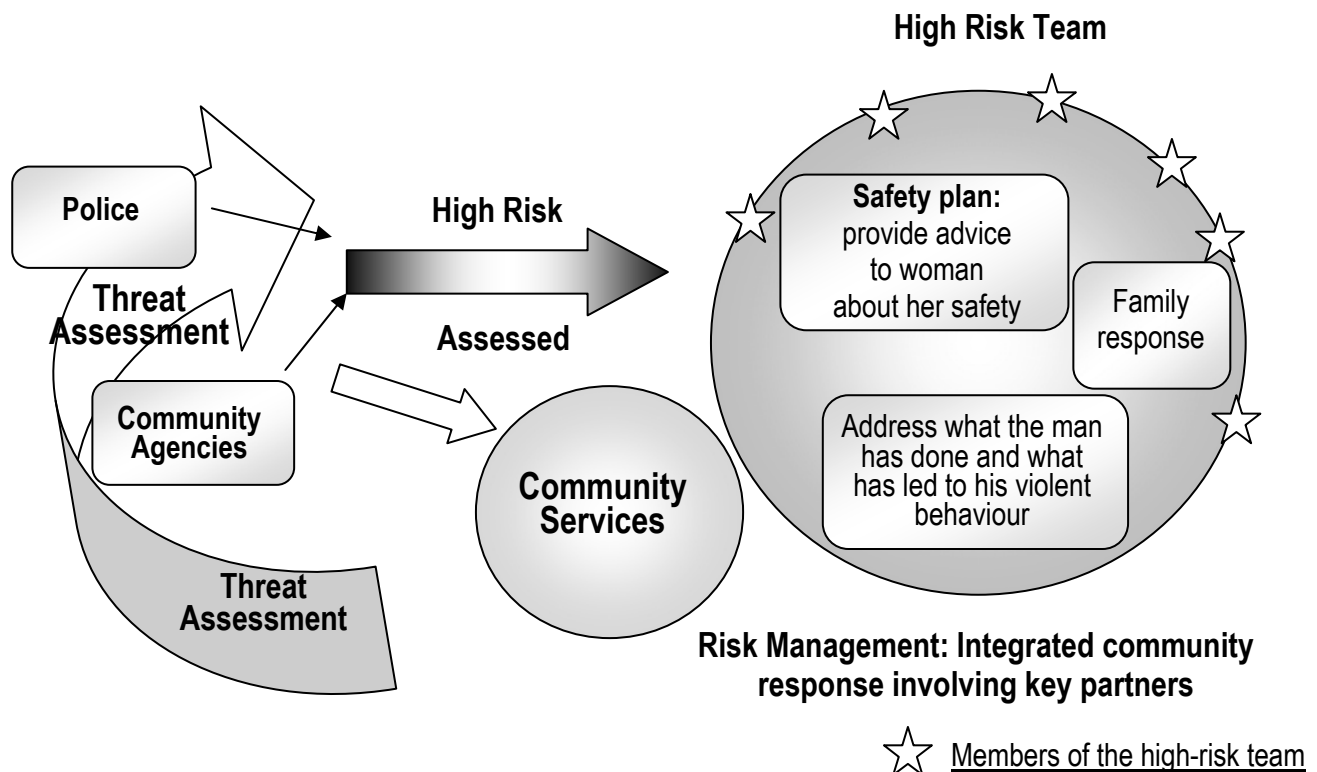 High Risk Team
Police
Threat
Assessment
Community
Agencies
Threat
Assessment
High Risk
Assessed
Community
Services
Safety plan:
provide advice
to woman
about her safety
Family
response
Address what the man
has done and what
has led to his violent
behaviour
Risk Management: Integrated community
response involving key partners
Members of the high-risk team